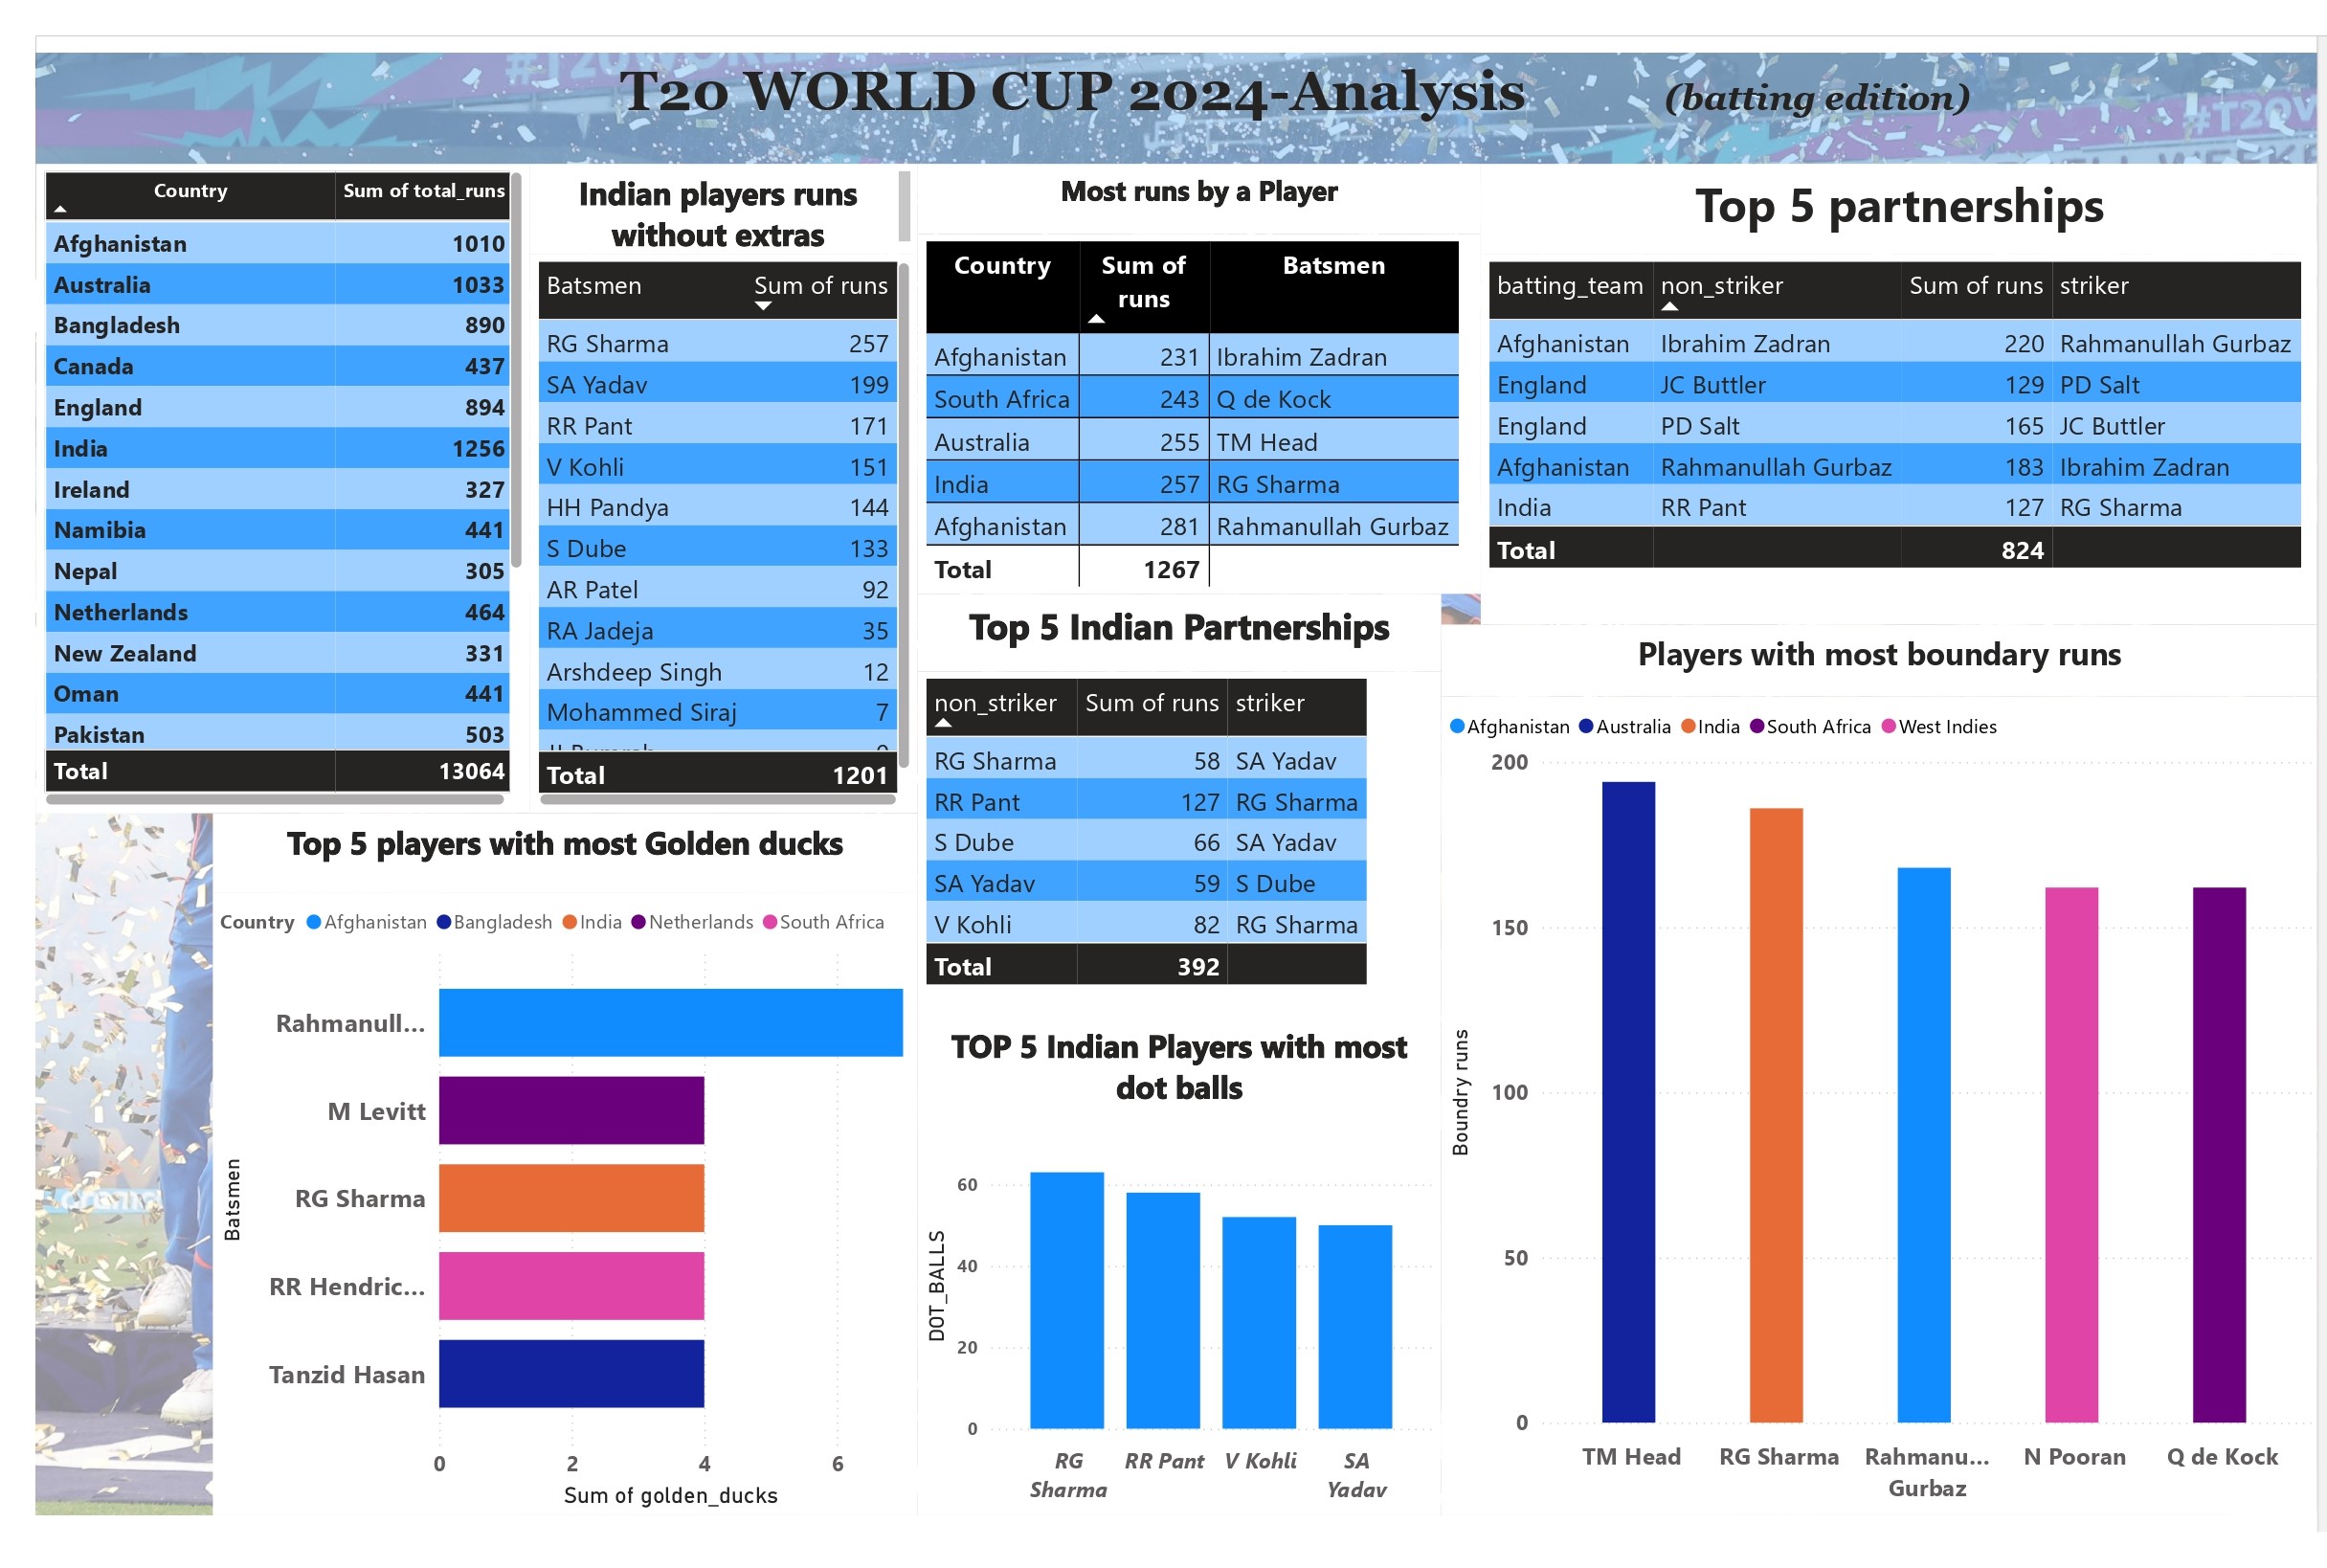 T20 WORLD CUP 2024-Analysis (batting edition)
Country Sum of total_runs
Afghanistan 1010
Australia 1033
Bangladesh 890
Canada 437
England 894
India 1256
Ireland 327
Namibia 441
Nepal 305
Netherlands 464
New Zealand 331
Oman 441
Pakistan 503
Total 13064
Indian players runs
without extras
Batsmen Sum of runs
RG Sharma 257
SA Yadav 199
RR Pant 171
V Kohli 151
HH Pandya 144
S Dube 133
AR Patel 92
RA Jadeja 35
Arshdeep Singh 12
Mohammed Siraj 7
Total 1201
Most runs by a Player
Country Sum of Batsmen
runs
Afghanistan 231 Ibrahim Zadran
South Africa 243 Q de Kock
Australia 255 TM Head
India 257 RG Sharma
Afghanistan 281 Rahmanullah Gurbaz
Total 1267
Top 5 partnerships
batting_team non_striker Sum of runs striker
Afghanistan Ibrahim Zadran 220 Rahmanullah Gurbaz
England JC Buttler 129 PD Salt
England PD Salt 165 JC Buttler
Afghanistan Rahmanullah Gurbaz 183 Ibrahim Zadran
India RR Pant 127 RG Sharma
Total 824
Top 5 Indian Partnerships
non_striker Sum of runs striker
RG Sharma 58 SA Yadav
RR Pant 127 RG Sharma
S Dube 66 SA Yadav
SA Yadav 59 S Dube
V Kohli 82 RG Sharma
Total 392
Top 5 players with most Golden ducks
Country Afghanistan Bangladesh India Netherlands South Africa
Batsmen
Rahmanull...
M Levitt
RG Sharma
RR Hendric...
Tanzid Hasan
0 2 4 6
Sum of golden_ducks
TOP 5 Indian Players with most
dot balls
DOT_BALLS
60
40
20
0
RG RR Pant V Kohli SA
Sharma Yadav
Players with most boundary runs
Afghanistan Australia India South Africa West Indies
Boundry runs
200
150
100
50
0
TM Head RG Sharma Rahmanu... N Pooran Q de Kock
Gurbaz